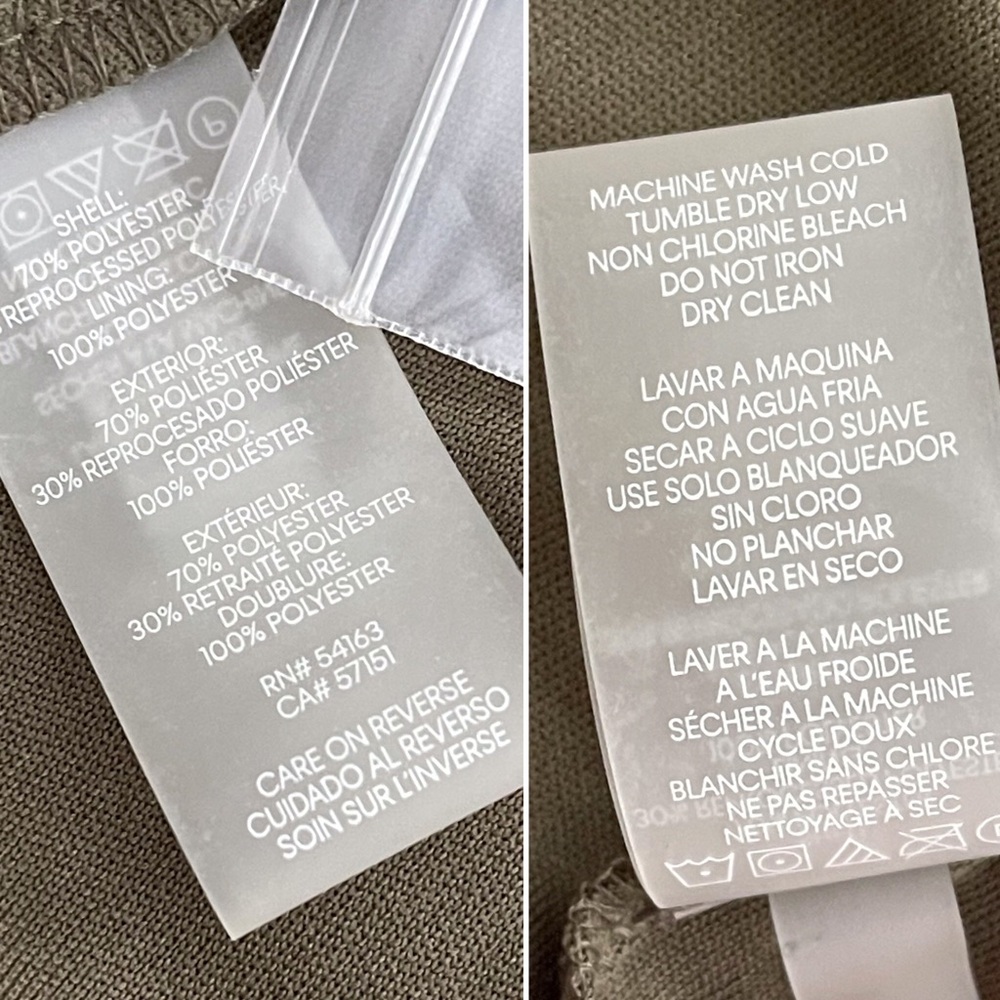 SHELL:
70% POLYESTER
REPROCESSED POLYESTER
LINING:
100% POLYESTER
EXTERIOR:
70% POLIÉSTER
30% REPROCESADO POLIÉSTER
FORRO:
100% POLIÉSTER
EXTÉRIEUR:
70% POLYESTER
30% RETRAITÉ POLYESTER
DOUBLURE:
100% POLYESTER
RN# 54163
CA# 57151
CARE ON REVERSE
CUIDADO AL REVERSO
SOIN SUR L'INVERSE
MACHINE WASH COLD
TUMBLE DRY LOW
NON CHLORINE BLEACH
DO NOT IRON
DRY CLEAN
LAVAR A MAQUINA
CON AGUA FRIA
SECAR A CICLO SUAVE
USE SOLO BLANQUEADOR
SIN CLORO
NO PLANCHAR
LAVAR EN SECO
LAVER A LA MACHINE
A L'EAU FROIDE
SÉCHER A LA MACHINE
CYCLE DOUX
BLANCHIR SANS CHLORE
NE PAS REPASSER
NETTOYAGE À SEC